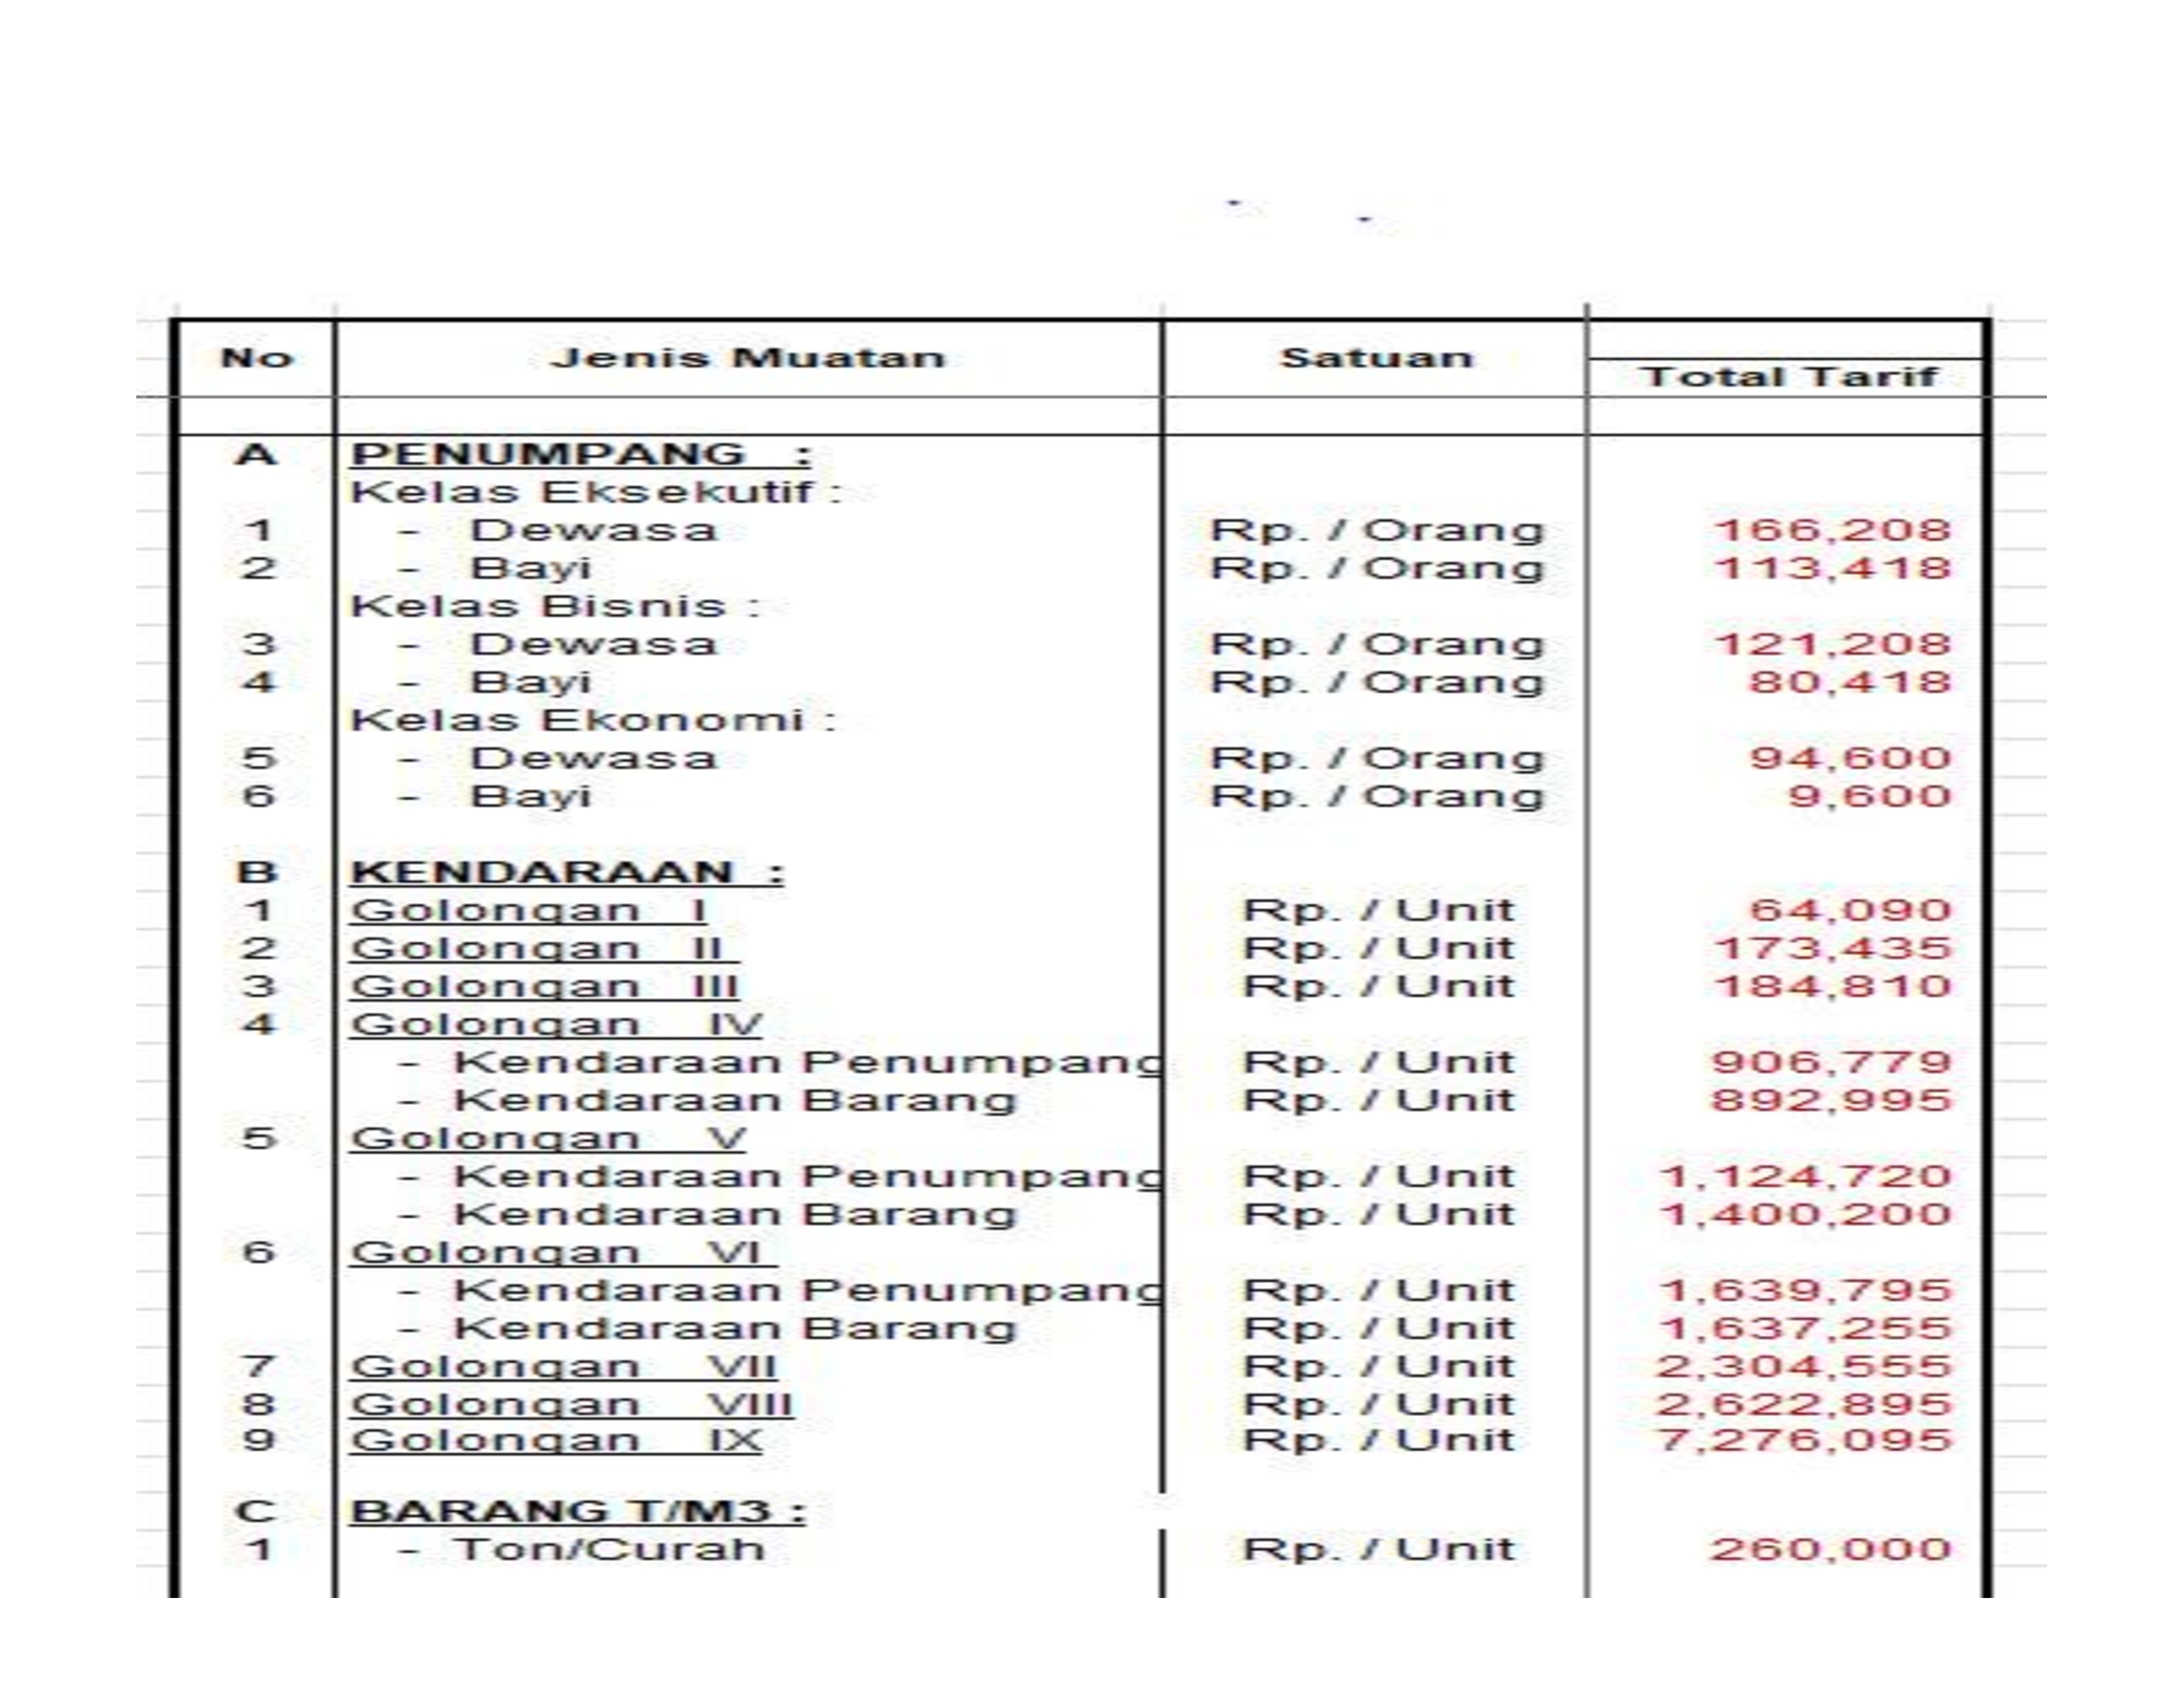 No Jenis Muatan Satuan Total Tarif
A PENUMPANG :
Kelas Eksekutif :
1 - Dewasa Rp. / Orang 166,208
2 - Bayi Rp. / Orang 113,418
Kelas Bisnis :
3 - Dewasa Rp. / Orang 121,208
4 - Bayi Rp. / Orang 80,418
Kelas Ekonomi :
5 - Dewasa Rp. / Orang 94,600
6 - Bayi Rp. / Orang 9,600
B KENDARAAN :
1 Golongan I Rp. / Unit 64,090
2 Golongan II Rp. / Unit 173,435
3 Golongan III Rp. / Unit 184,810
4 Golongan IV
- Kendaraan Penumpang Rp. / Unit 906,779
- Kendaraan Barang Rp. / Unit 892,995
5 Golongan V
- Kendaraan Penumpang Rp. / Unit 1,124,720
- Kendaraan Barang Rp. / Unit 1,400,200
6 Golongan VI
- Kendaraan Penumpang Rp. / Unit 1,639,795
- Kendaraan Barang Rp. / Unit 1,637,255
7 Golongan VII Rp. / Unit 2,304,555
8 Golongan VIII Rp. / Unit 2,622,895
9 Golongan IX Rp. / Unit 7,276,095
C BARANG T/M3 :
1 - Ton/Curah Rp. / Unit 260,000